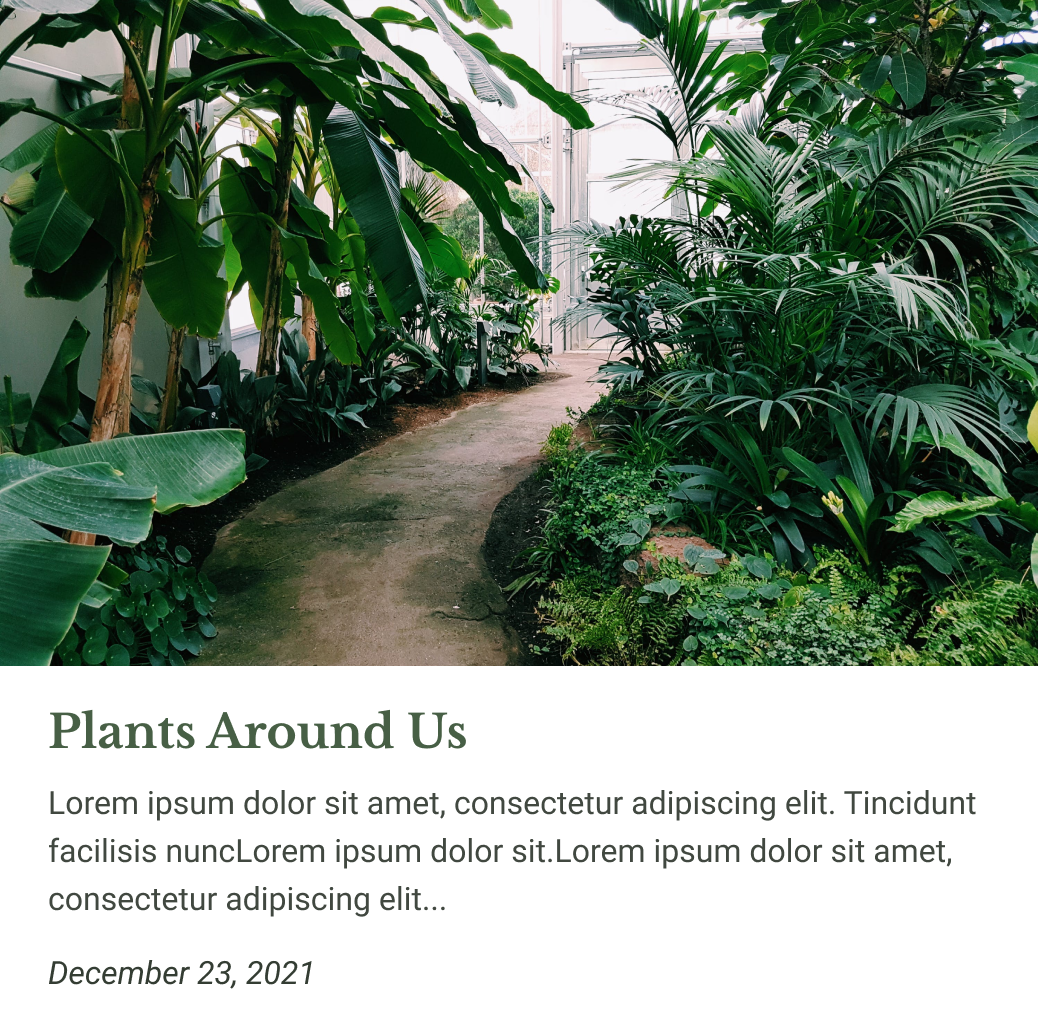 Plants Around Us
Lorem ipsum dolor sit amet, consectetur adipiscing elit. Tincidunt
facilisis nuncLorem ipsum dolor sit.Lorem ipsum dolor sit amet,
consectetur adipiscing elit...
December 23, 2021